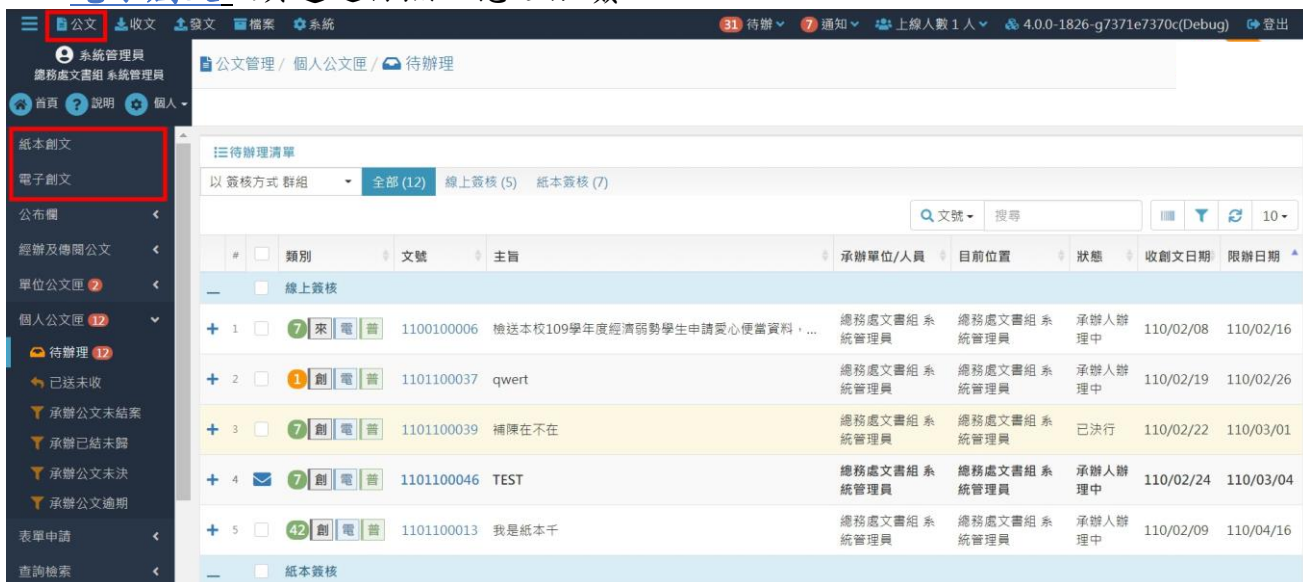 公文 收文 發文 檔案 系統 31 待辦 7 通知 上線人數 1 人 4.0.0-1826-g7371e7370c(Debug) 登出
系統管理員
總務處文書組 系統管理員
首頁 說明 個人
公文管理 / 個人公文匣 / 待辦理
紙本創文
電子創文
公布欄
經辦及傳閱公文
單位公文匣 2
個人公文匣 12
待辦理 12
已送未收
承辦公文未結案
承辦已結未歸
承辦公文未決
承辦公文逾期
表單申請
查詢檢索
待辦理清單
以 簽核方式 群組 全部 (12) 線上簽核 (5) 紙本簽核 (7)
文號 搜尋 10
# 類別 文號 主旨 承辦單位/人員 目前位置 狀態 收創文日期 限辦日期
線上簽核
1 7 來 電 普 1100100006 檢送本校109學年度經濟弱勢學生申請愛心便當資料，... 總務處文書組 系統管理員 總務處文書組 系統管理員 承辦人辦理中 110/02/08 110/02/16
2 1 創 電 普 1101100037 qwert 總務處文書組 系統管理員 總務處文書組 系統管理員 承辦人辦理中 110/02/19 110/02/26
3 7 創 電 普 1101100039 補陳在不在 總務處文書組 系統管理員 總務處文書組 系統管理員 已決行 110/02/22 110/03/01
4 7 創 電 普 1101100046 TEST 總務處文書組 系統管理員 總務處文書組 系統管理員 承辦人辦理中 110/02/24 110/03/04
5 42 創 電 普 1101100013 我是紙本千 總務處文書組 系統管理員 總務處文書組 系統管理員 承辦人辦理中 110/02/09 110/04/16
紙本簽核